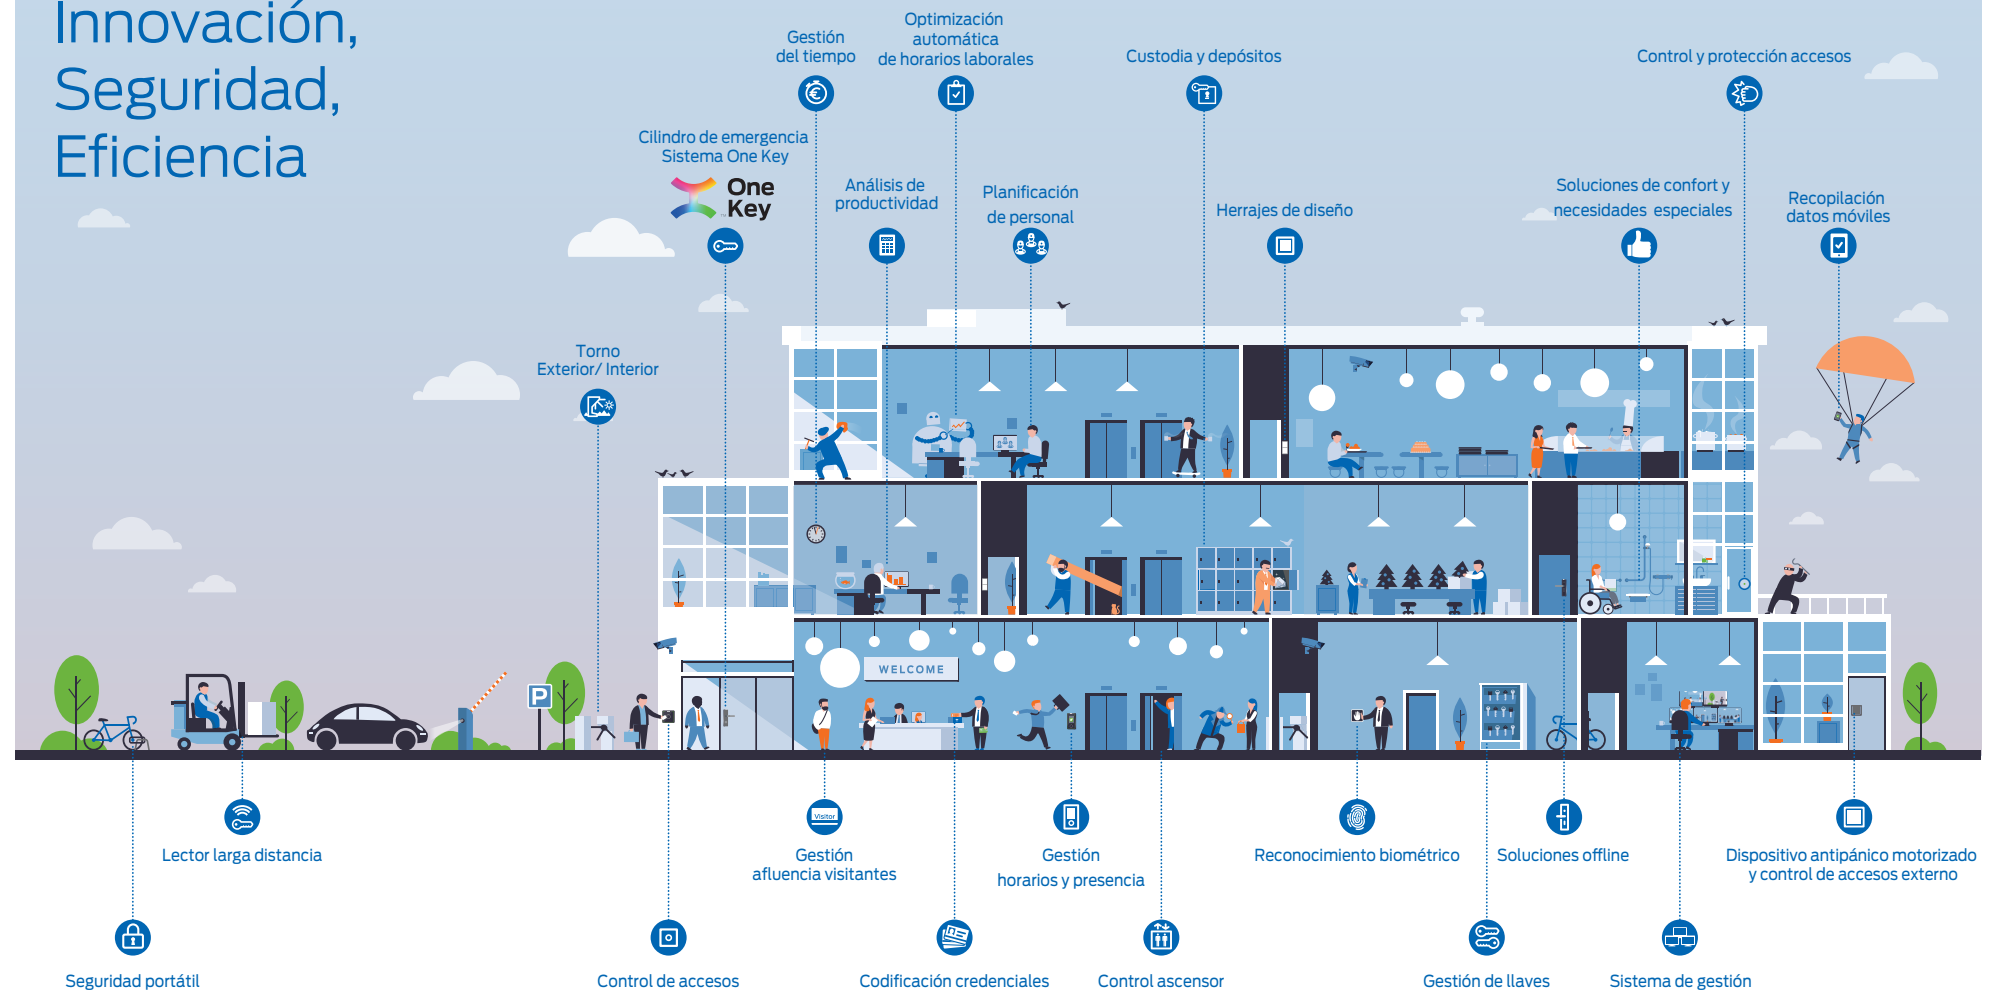 Innovación,
Seguridad,
Eficiencia
Gestión
del tiempo
Optimización
automática
de horarios laborales
Custodia y depósitos
Control y protección accesos
Cilindro de emergencia
Sistema One Key
One
Key
Análisis de
productividad
Planificación
de personal
Herrajes de diseño
Soluciones de confort y
necesidades especiales
Recopilación
datos móviles
Torno
Exterior/ Interior
WELCOME
P
Visitor
Lector larga distancia
Gestión
afluencia visitantes
Gestión
horarios y presencia
Reconocimiento biométrico
Soluciones offline
Dispositivo antipánico motorizado
y control de accesos externo
Seguridad portátil
Control de accesos
Codificación credenciales
Control ascensor
Gestión de llaves
Sistema de gestión